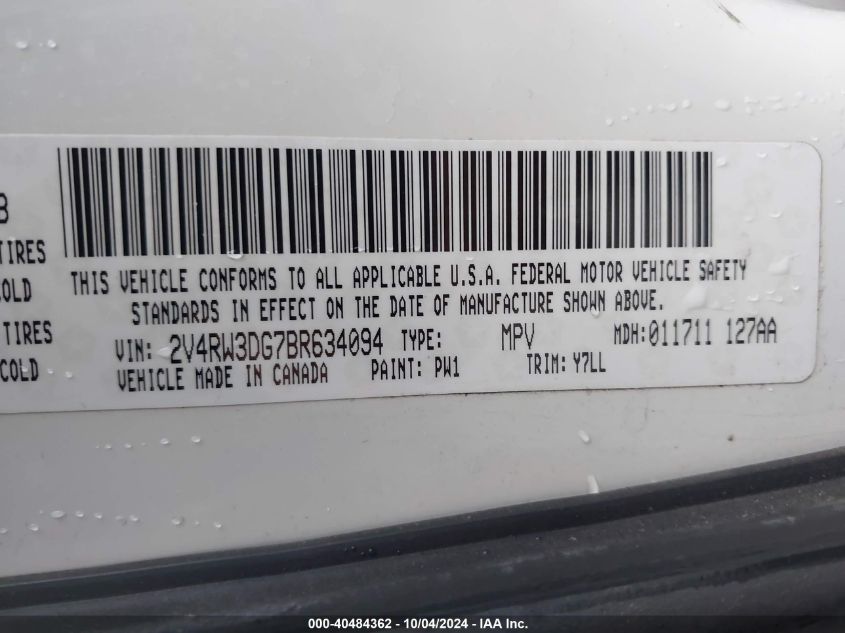 B
TIRES
COLD
THIS VEHICLE CONFORMS TO ALL APPLICABLE U.S.A. FEDERAL MOTOR VEHICLE SAFETY
STANDARDS IN EFFECT ON THE DATE OF MANUFACTURE SHOWN ABOVE.
TIRES
VIN: 2V4RW3DG7BR634094 TYPE: MPV MDH:011711 127AA
COLD
VEHICLE MADE IN CANADA PAINT: PW1 TRIM: Y7LL
000-40484362 - 10/04/2024 - IAA Inc.